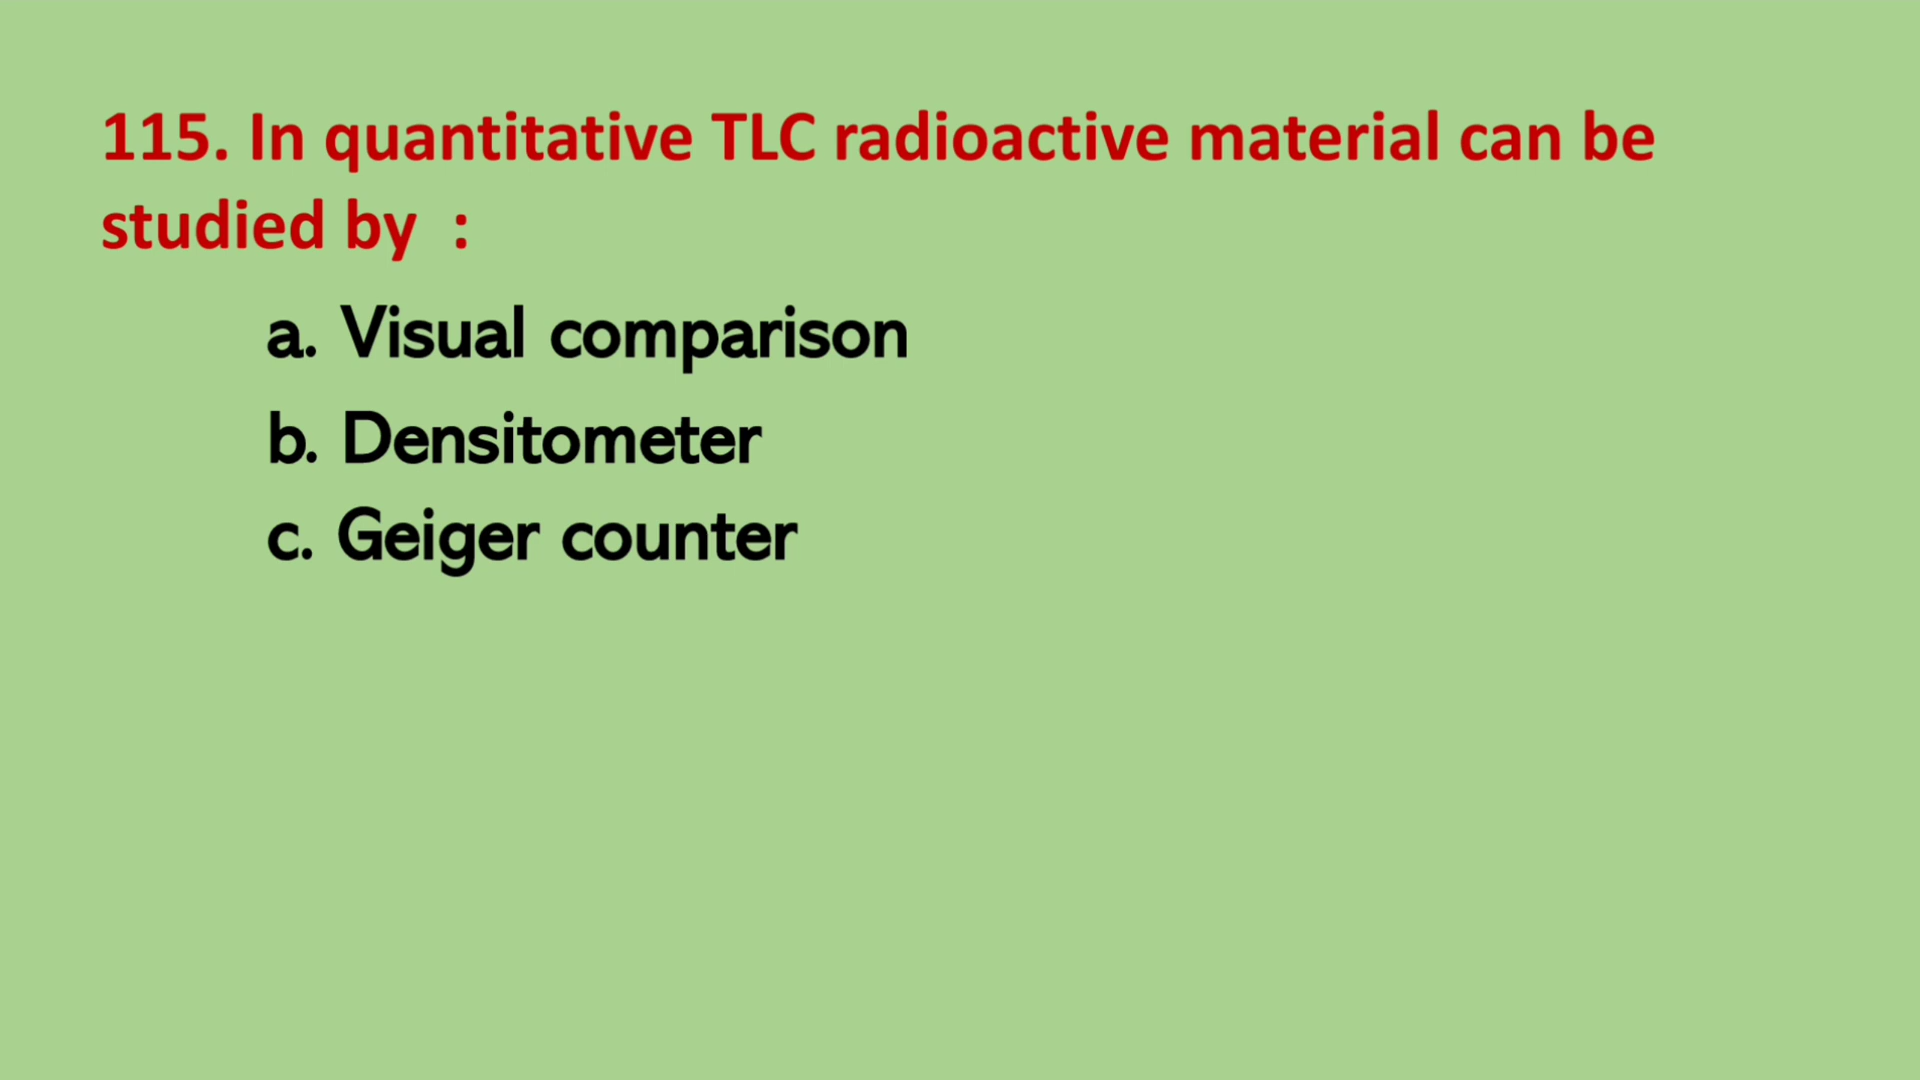 115. In quantitative TLC radioactive material can be
studied by  :
a. Visual comparison
b. Densitometer
c. Geiger counter